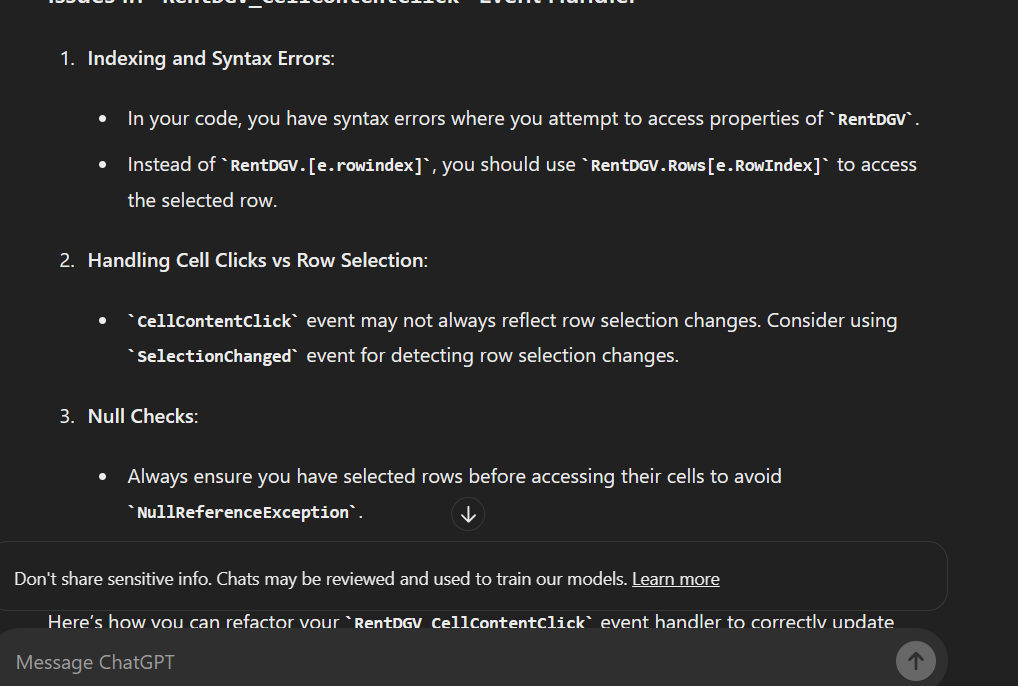 Issues in `RentDGV_CellContentClick` Event Handler
1. Indexing and Syntax Errors:
• In your code, you have syntax errors where you attempt to access properties of `RentDGV`.
• Instead of `RentDGV.[e.rowindex]`, you should use `RentDGV.Rows[e.RowIndex]` to access
the selected row.
2. Handling Cell Clicks vs Row Selection:
• `CellContentClick` event may not always reflect row selection changes. Consider using
`SelectionChanged` event for detecting row selection changes.
3. Null Checks:
• Always ensure you have selected rows before accessing their cells to avoid
`NullReferenceException`.
Don't share sensitive info. Chats may be reviewed and used to train our models. Learn more
Here's how you can refactor your `RentDGV_CellContentClick` event handler to correctly update
Message ChatGPT